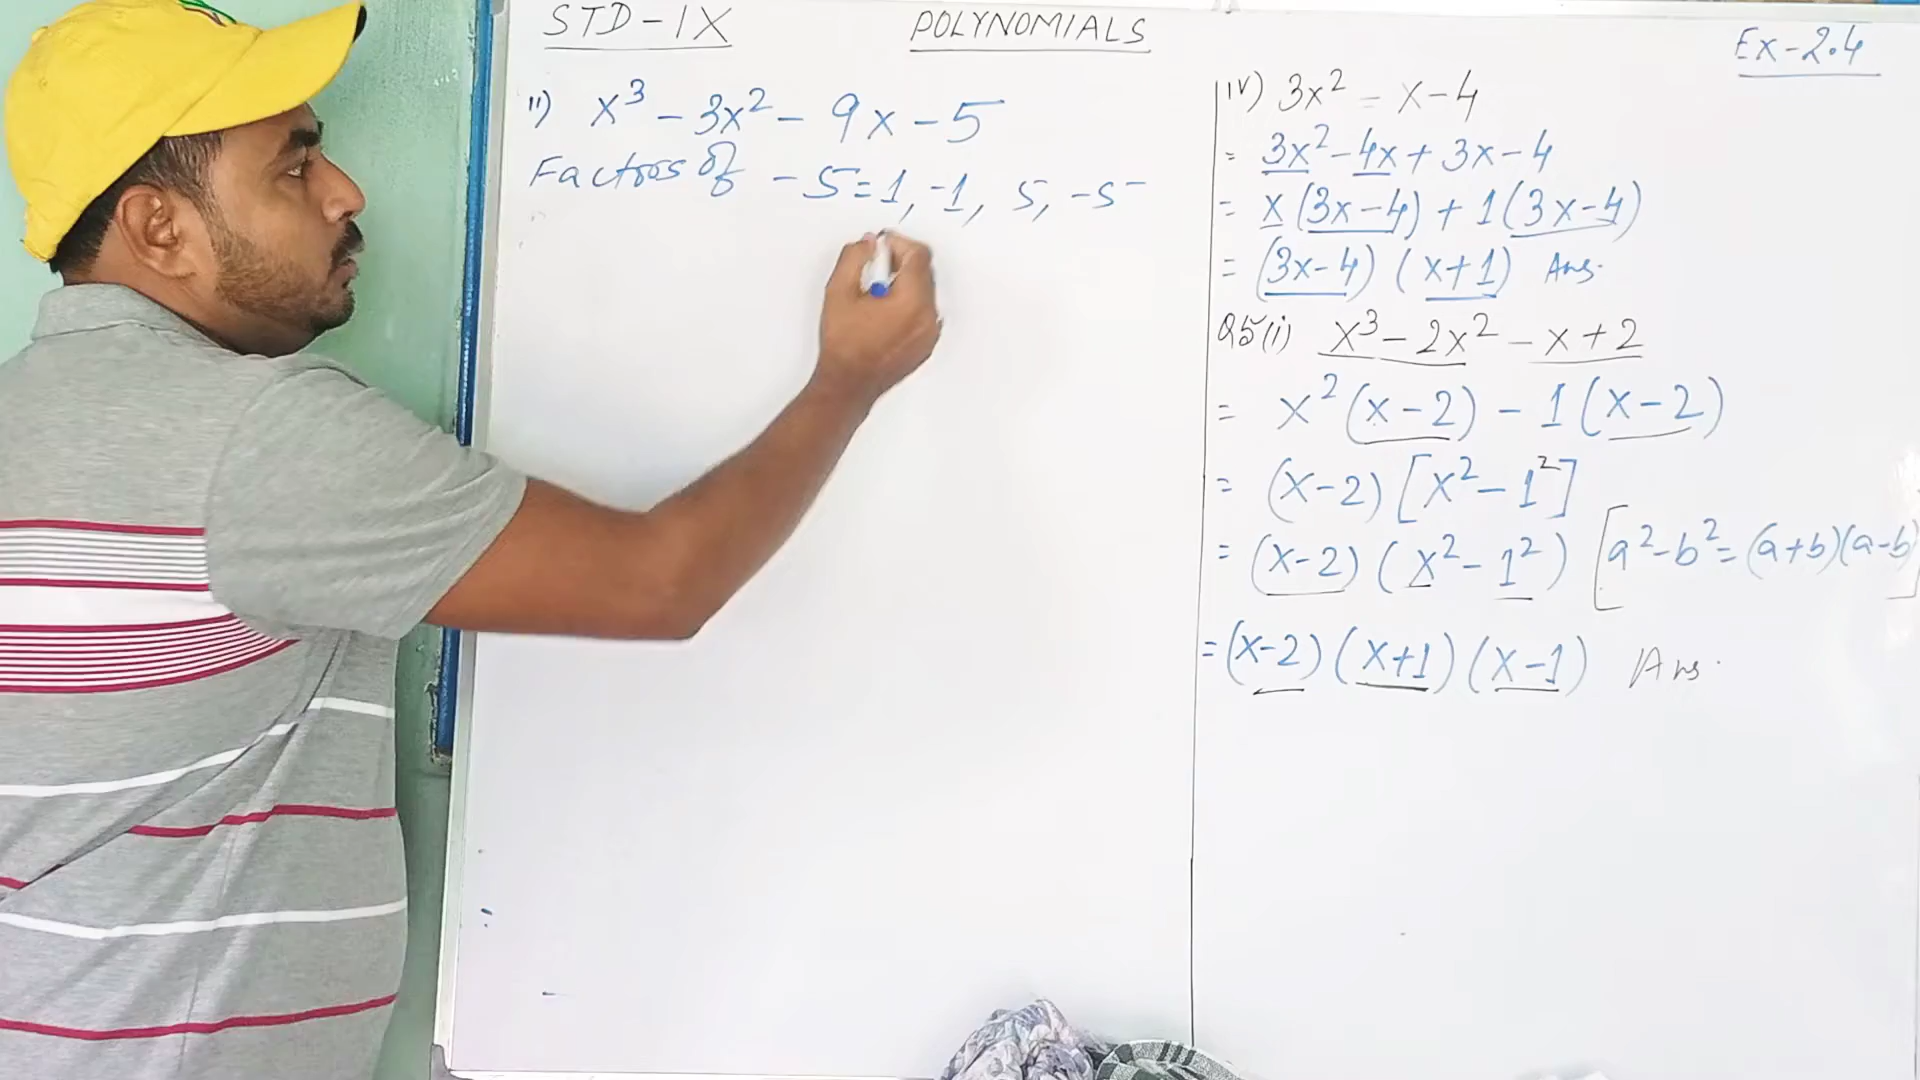 STD-IX
POLYNOMIALS
Ex-2.4
ii) x³ - 3x² - 9x - 5
Factors of -5 = 1, -1, 5, -5
iv) 3x² - x - 4
= 3x² - 4x + 3x - 4
= x(3x-4) + 1(3x-4)
= (3x-4) (x+1) Ans.
Q5(i) x³ - 2x² - x + 2
= x²(x-2) - 1(x-2)
= (x-2) [x² - 1²]
= (x-2) (x² - 1²) [a² - b² = (a+b)(a-b)]
= (x-2) (x+1) (x-1) Ans.